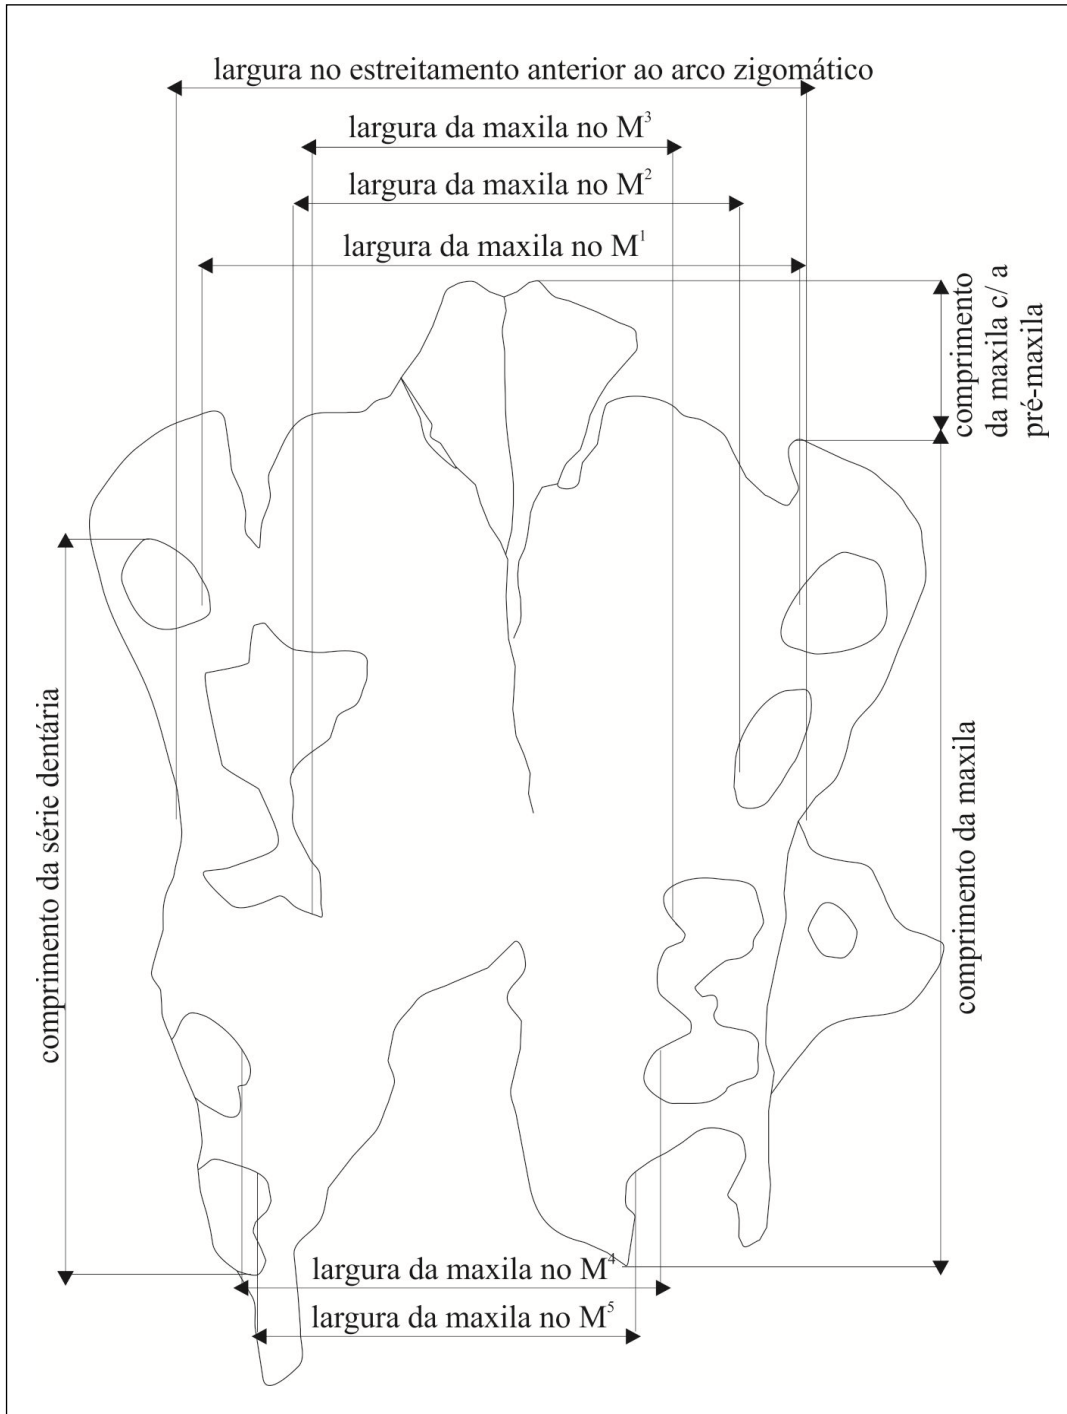 largura no estreitamento anterior ao arco zigomático
largura da maxila no M³
largura da maxila no M²
largura da maxila no M¹
comprimento
da maxila c/ a
pré-maxila
comprimento da série dentária
comprimento da maxila
largura da maxila no M⁴
largura da maxila no M⁵